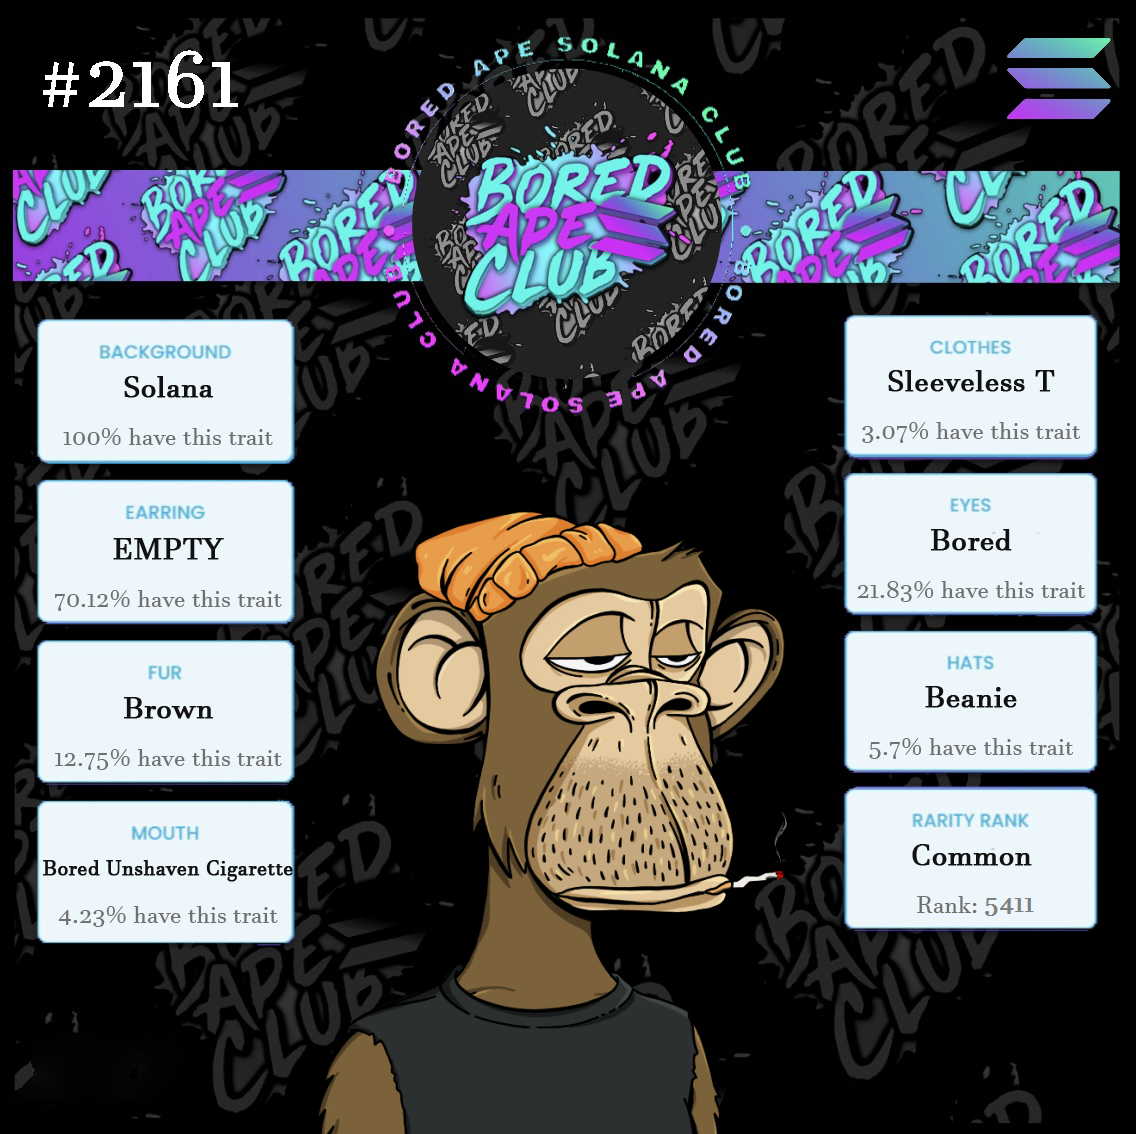 #2161
BORED APE SOLANA CLUB
BORED
APE
CLUB
BORED APE SOLANA CLUB
BACKGROUND
Solana
100% have this trait
EARRING
EMPTY
70.12% have this trait
FUR
Brown
12.75% have this trait
MOUTH
Bored Unshaven Cigarette
4.23% have this trait
CLOTHES
Sleeveless T
3.07% have this trait
EYES
Bored
21.83% have this trait
HATS
Beanie
5.7% have this trait
RARITY RANK
Common
Rank: 5411